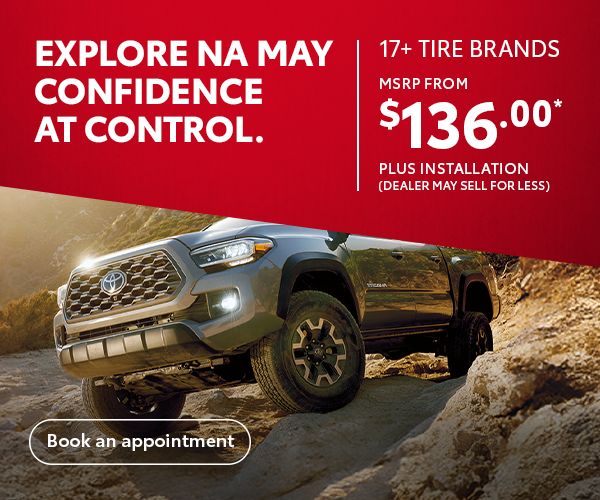 EXPLORE NA MAY
CONFIDENCE
AT CONTROL.
17+ TIRE BRANDS
MSRP FROM
$136.00*
PLUS INSTALLATION
(DEALER MAY SELL FOR LESS)
Book an appointment